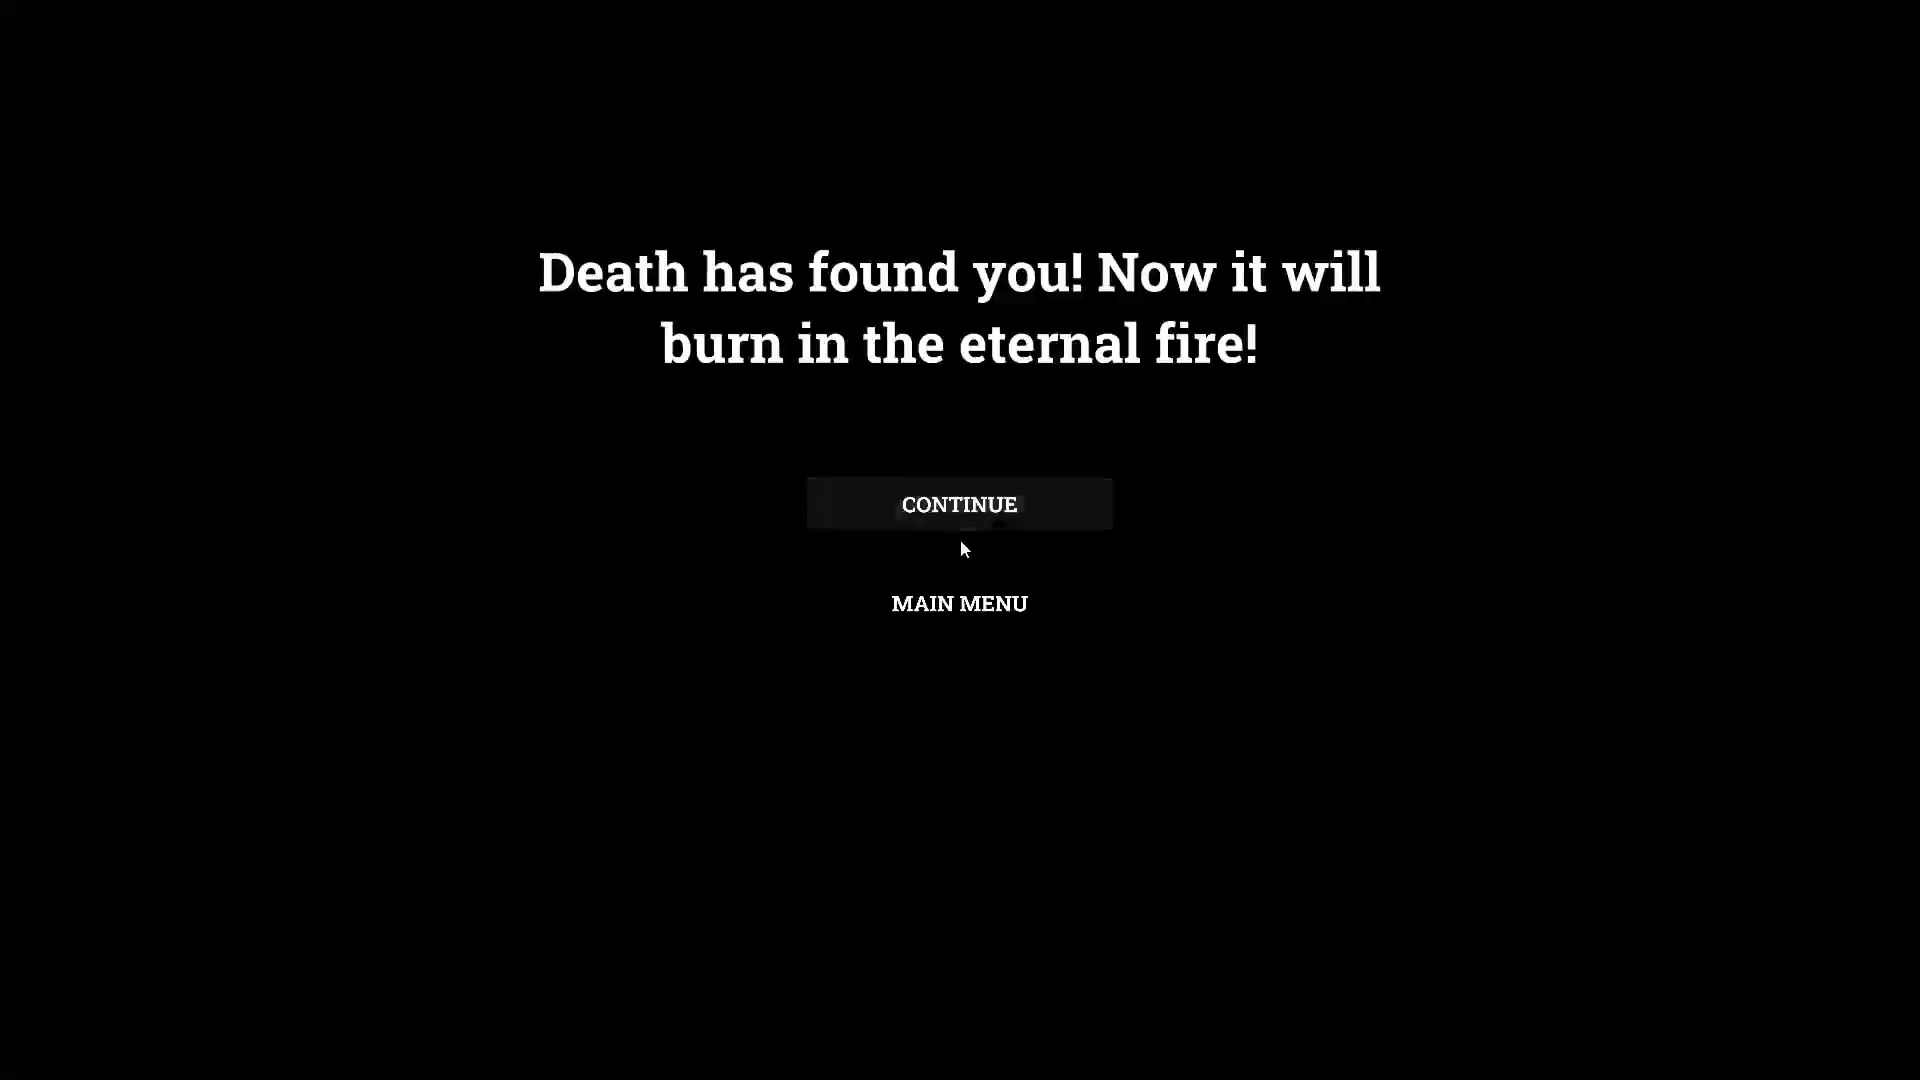 Death has found you! Now it will
burn in the eternal fire!
CONTINUE
MAIN MENU